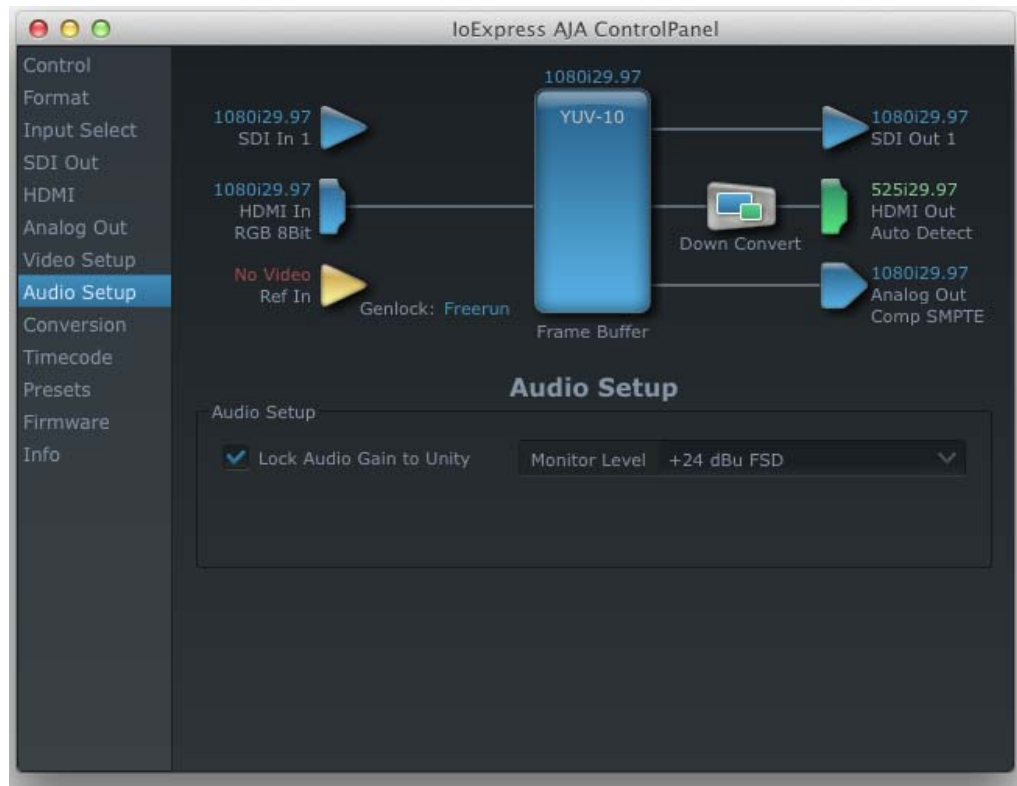 IoExpress AJA ControlPanel
Control
Format
Input Select
SDI Out
HDMI
Analog Out
Video Setup
Audio Setup
Conversion
Timecode
Presets
Firmware
Info
1080i29.97
YUV-10
Frame Buffer
1080i29.97
SDI In 1
1080i29.97
HDMI In
RGB 8Bit
No Video
Ref In
Genlock: Freerun
1080i29.97
SDI Out 1
Down Convert
525i29.97
HDMI Out
Auto Detect
1080i29.97
Analog Out
Comp SMPTE
Audio Setup
Audio Setup
Lock Audio Gain to Unity
Monitor Level +24 dBu FSD